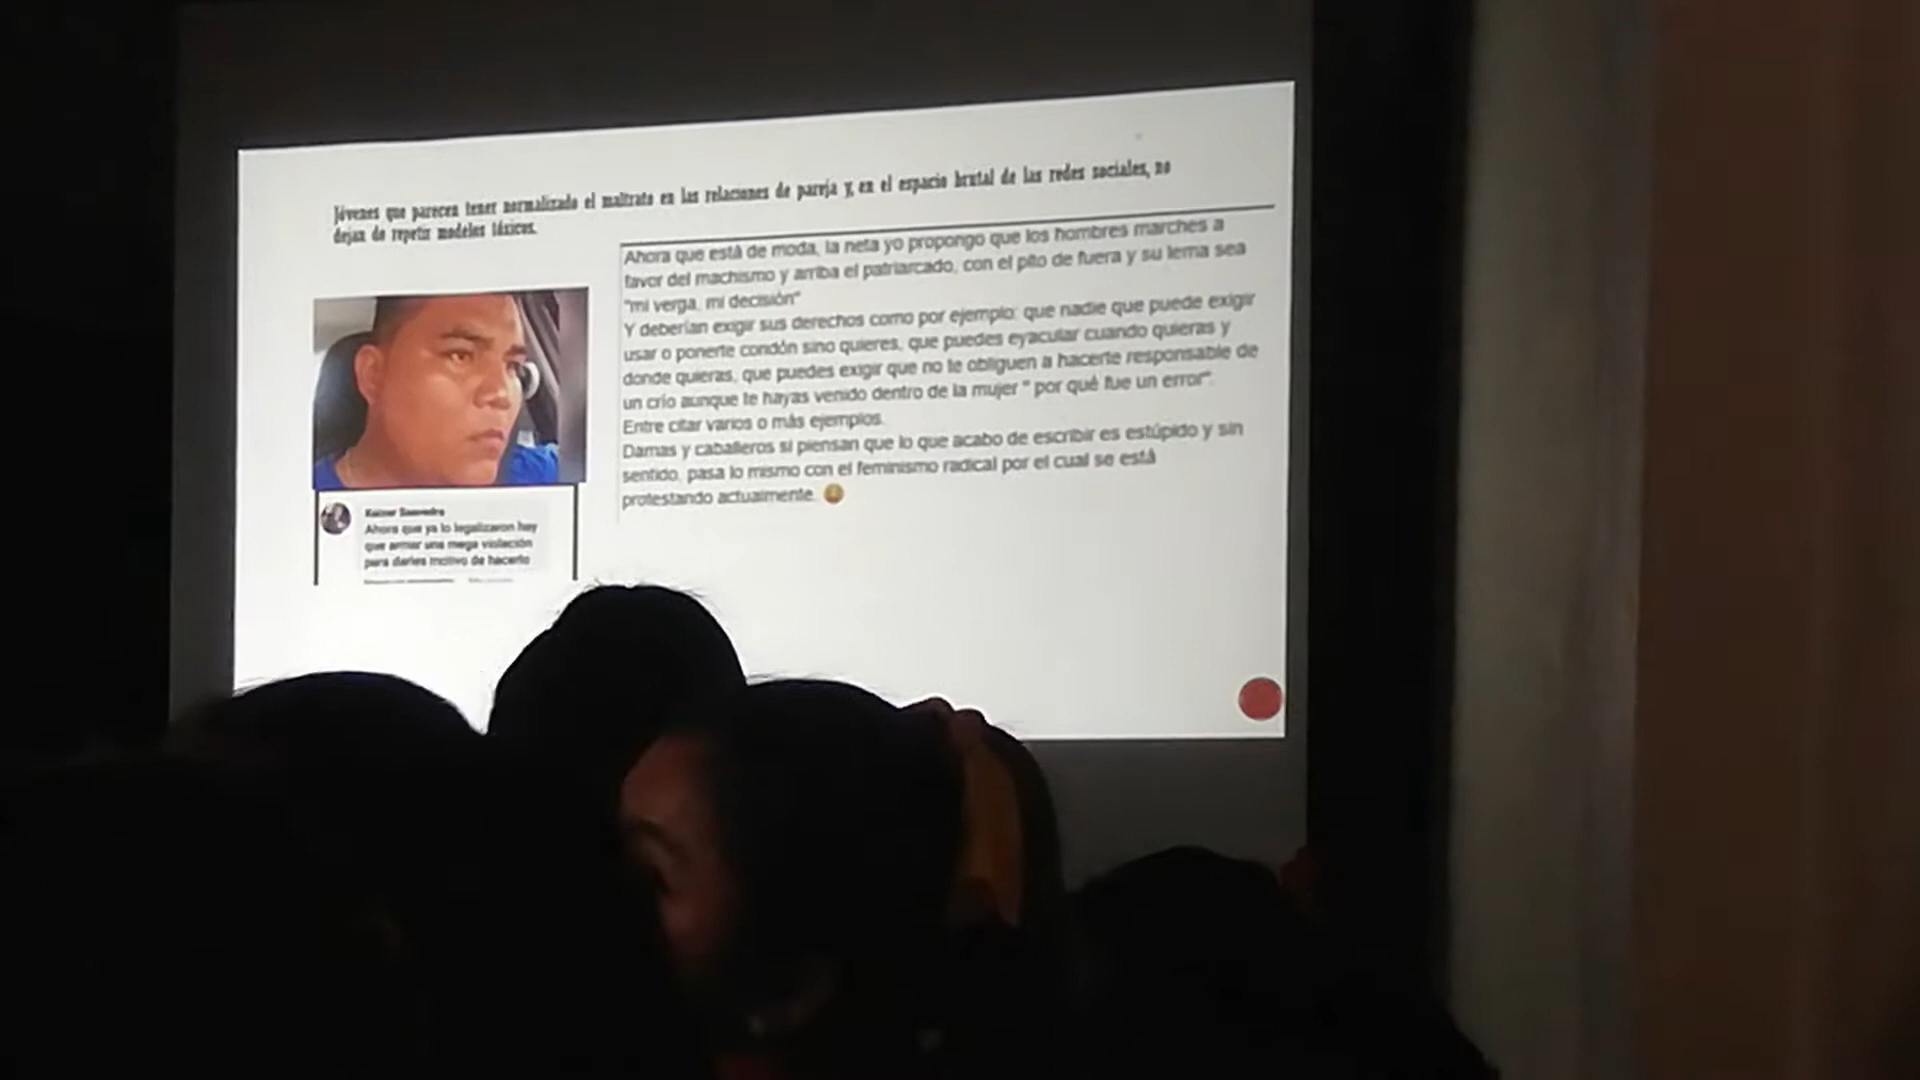 Jóvenes que parecen tener normalizado el maltrato en las relaciones de pareja y, en el espacio brutal de las redes sociales, no
dejan de repetir modelos tóxicos.
Ahora que está de moda, la neta yo propongo que los hombres marches a
favor del machismo y arriba el patriarcado, con el pito de fuera y su lema sea
"mi verga, mi decisión"
Y deberían exigir sus derechos como por ejemplo: que nadie que puede exigir
usar o ponerte condón sino quieres, que puedes eyacular cuando quieras y
donde quieras, que puedes exigir que no te obliguen a hacerte responsable de
un crío aunque te hayas venido dentro de la mujer " por qué fue un error".
Entre citar varios o más ejemplos.
Damas y caballeros si piensan que lo que acabo de escribir es estúpido y sin
sentido, pasa lo mismo con el feminismo radical por el cual se está
protestando actualmente.
Saavedra
Ahora que ya lo legalizaron hay
que armar una mega violación
para darles motivo de hacerlo